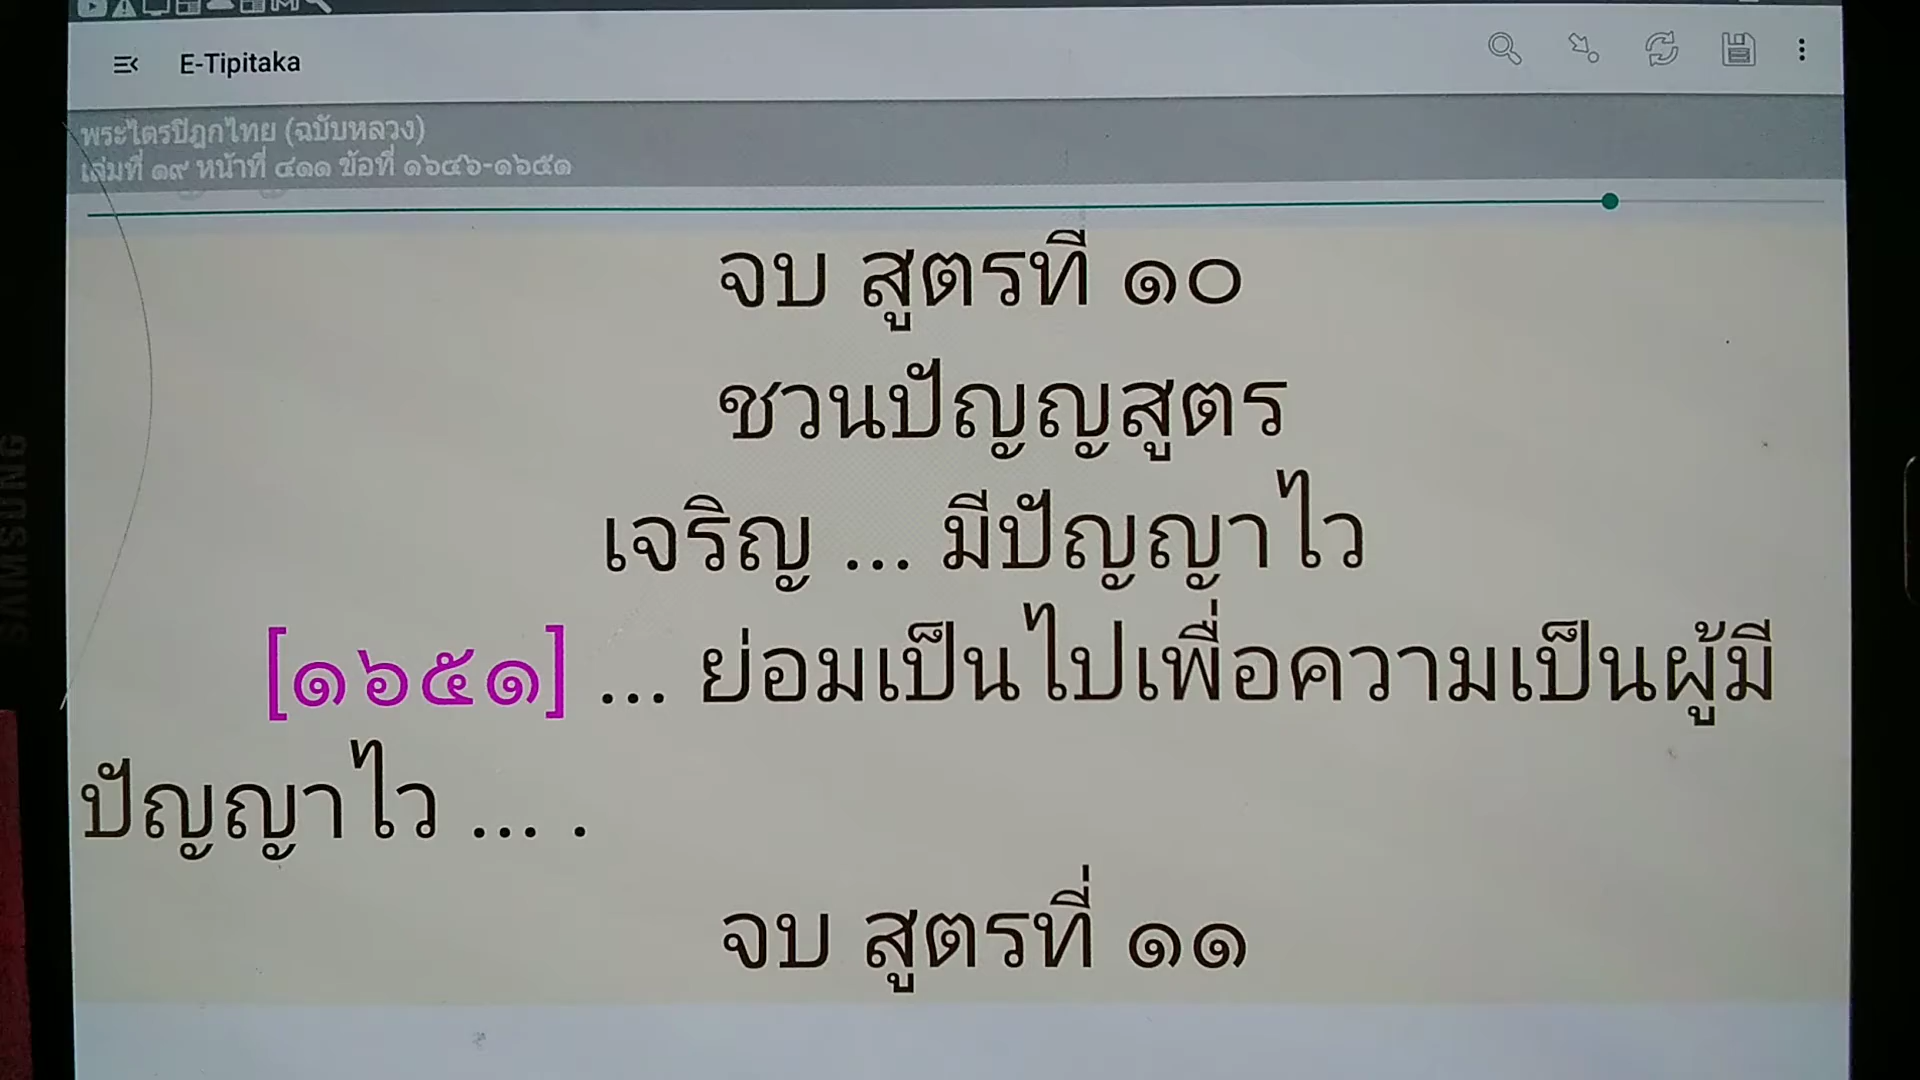 E-Tipitaka
พระไตรปิฎกไทย (ฉบับหลวง)
เล่มที่ ๑๙ หน้าที่ ๔๑๑ ข้อที่ ๑๖๔๖-๑๖๕๑
จบ สูตรที่ ๑๐
ชวนปัญญสูตร
เจริญ ... มีปัญญาไว
[๑๖๕๑] ... ย่อมเป็นไปเพื่อความเป็นผู้มี
ปัญญาไว ... .
จบ สูตรที่ ๑๑
SAMSUNG